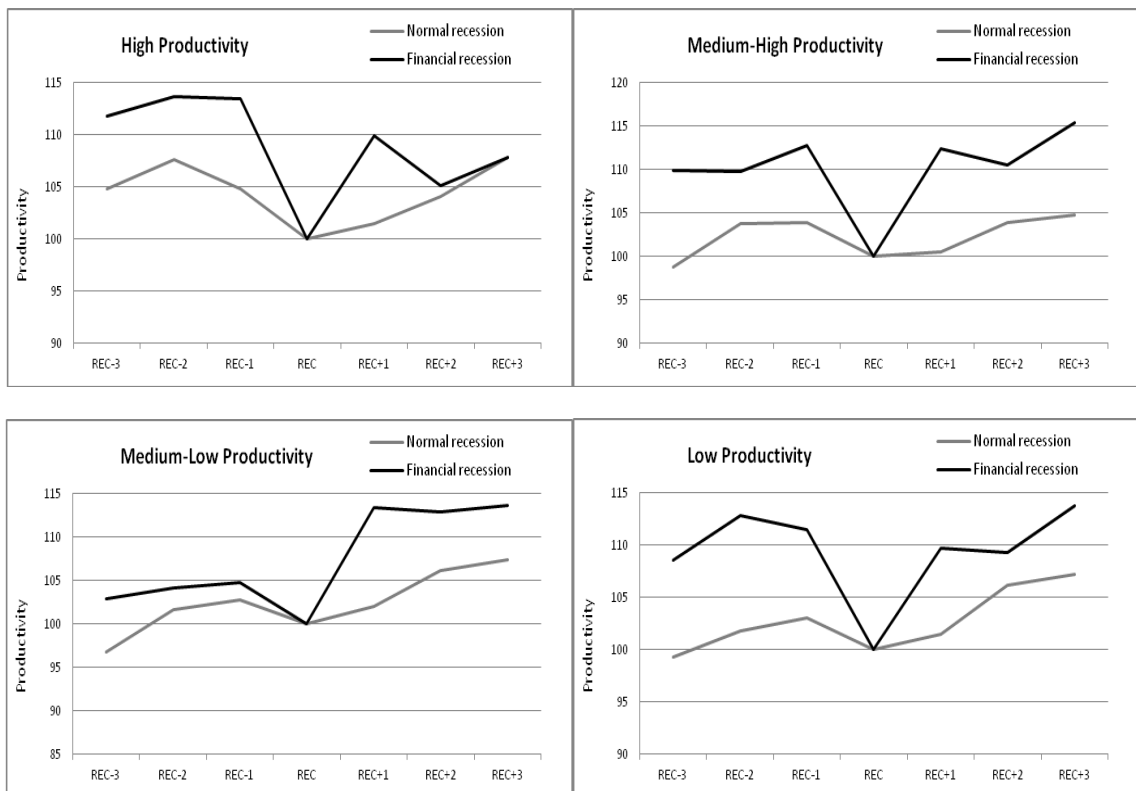 High Productivity
Normal recession
Financial recession
115
110
105
100
95
90
Productivity
REC-3 REC-2 REC-1 REC REC+1 REC+2 REC+3
Medium-High Productivity
Normal recession
Financial recession
120
115
110
105
100
95
90
Productivity
REC-3 REC-2 REC-1 REC REC+1 REC+2 REC+3
Medium-Low Productivity
Normal recession
Financial recession
115
110
105
100
95
90
85
Productivity
REC-3 REC-2 REC-1 REC REC+1 REC+2 REC+3
Low Productivity
Normal recession
Financial recession
115
110
105
100
95
90
Productivity
REC-3 REC-2 REC-1 REC REC+1 REC+2 REC+3